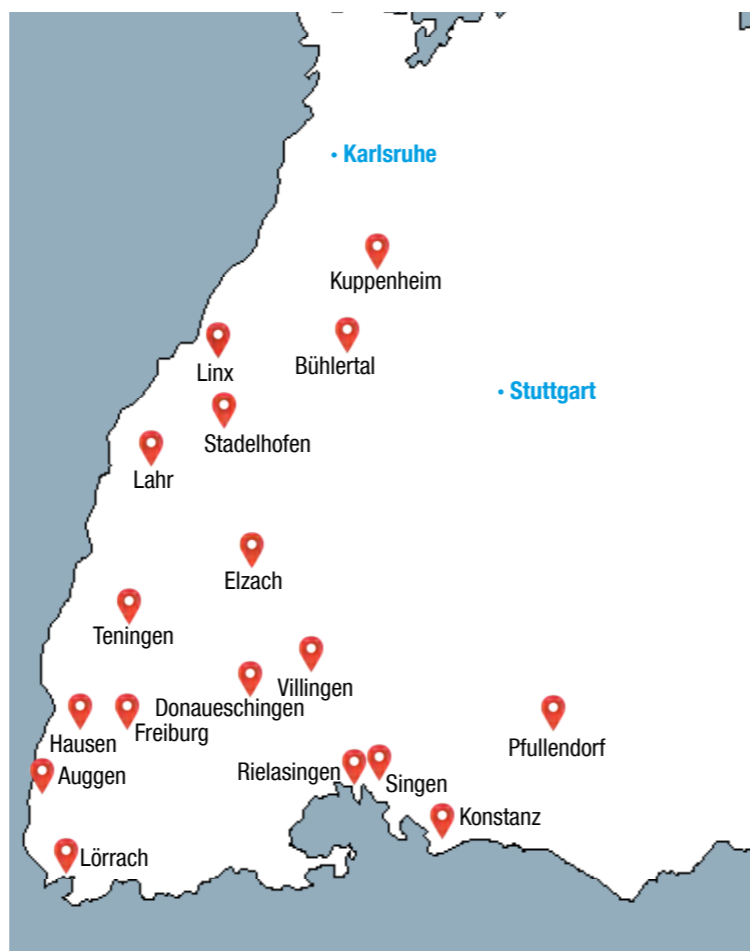 • Karlsruhe
Kuppenheim
Linx
Bühlertal
• Stuttgart
Stadelhofen
Lahr
Elzach
Teningen
Villingen
Donaueschingen
Freiburg
Hausen
Pfullendorf
Auggen
Rielasingen
Singen
Konstanz
Lörrach